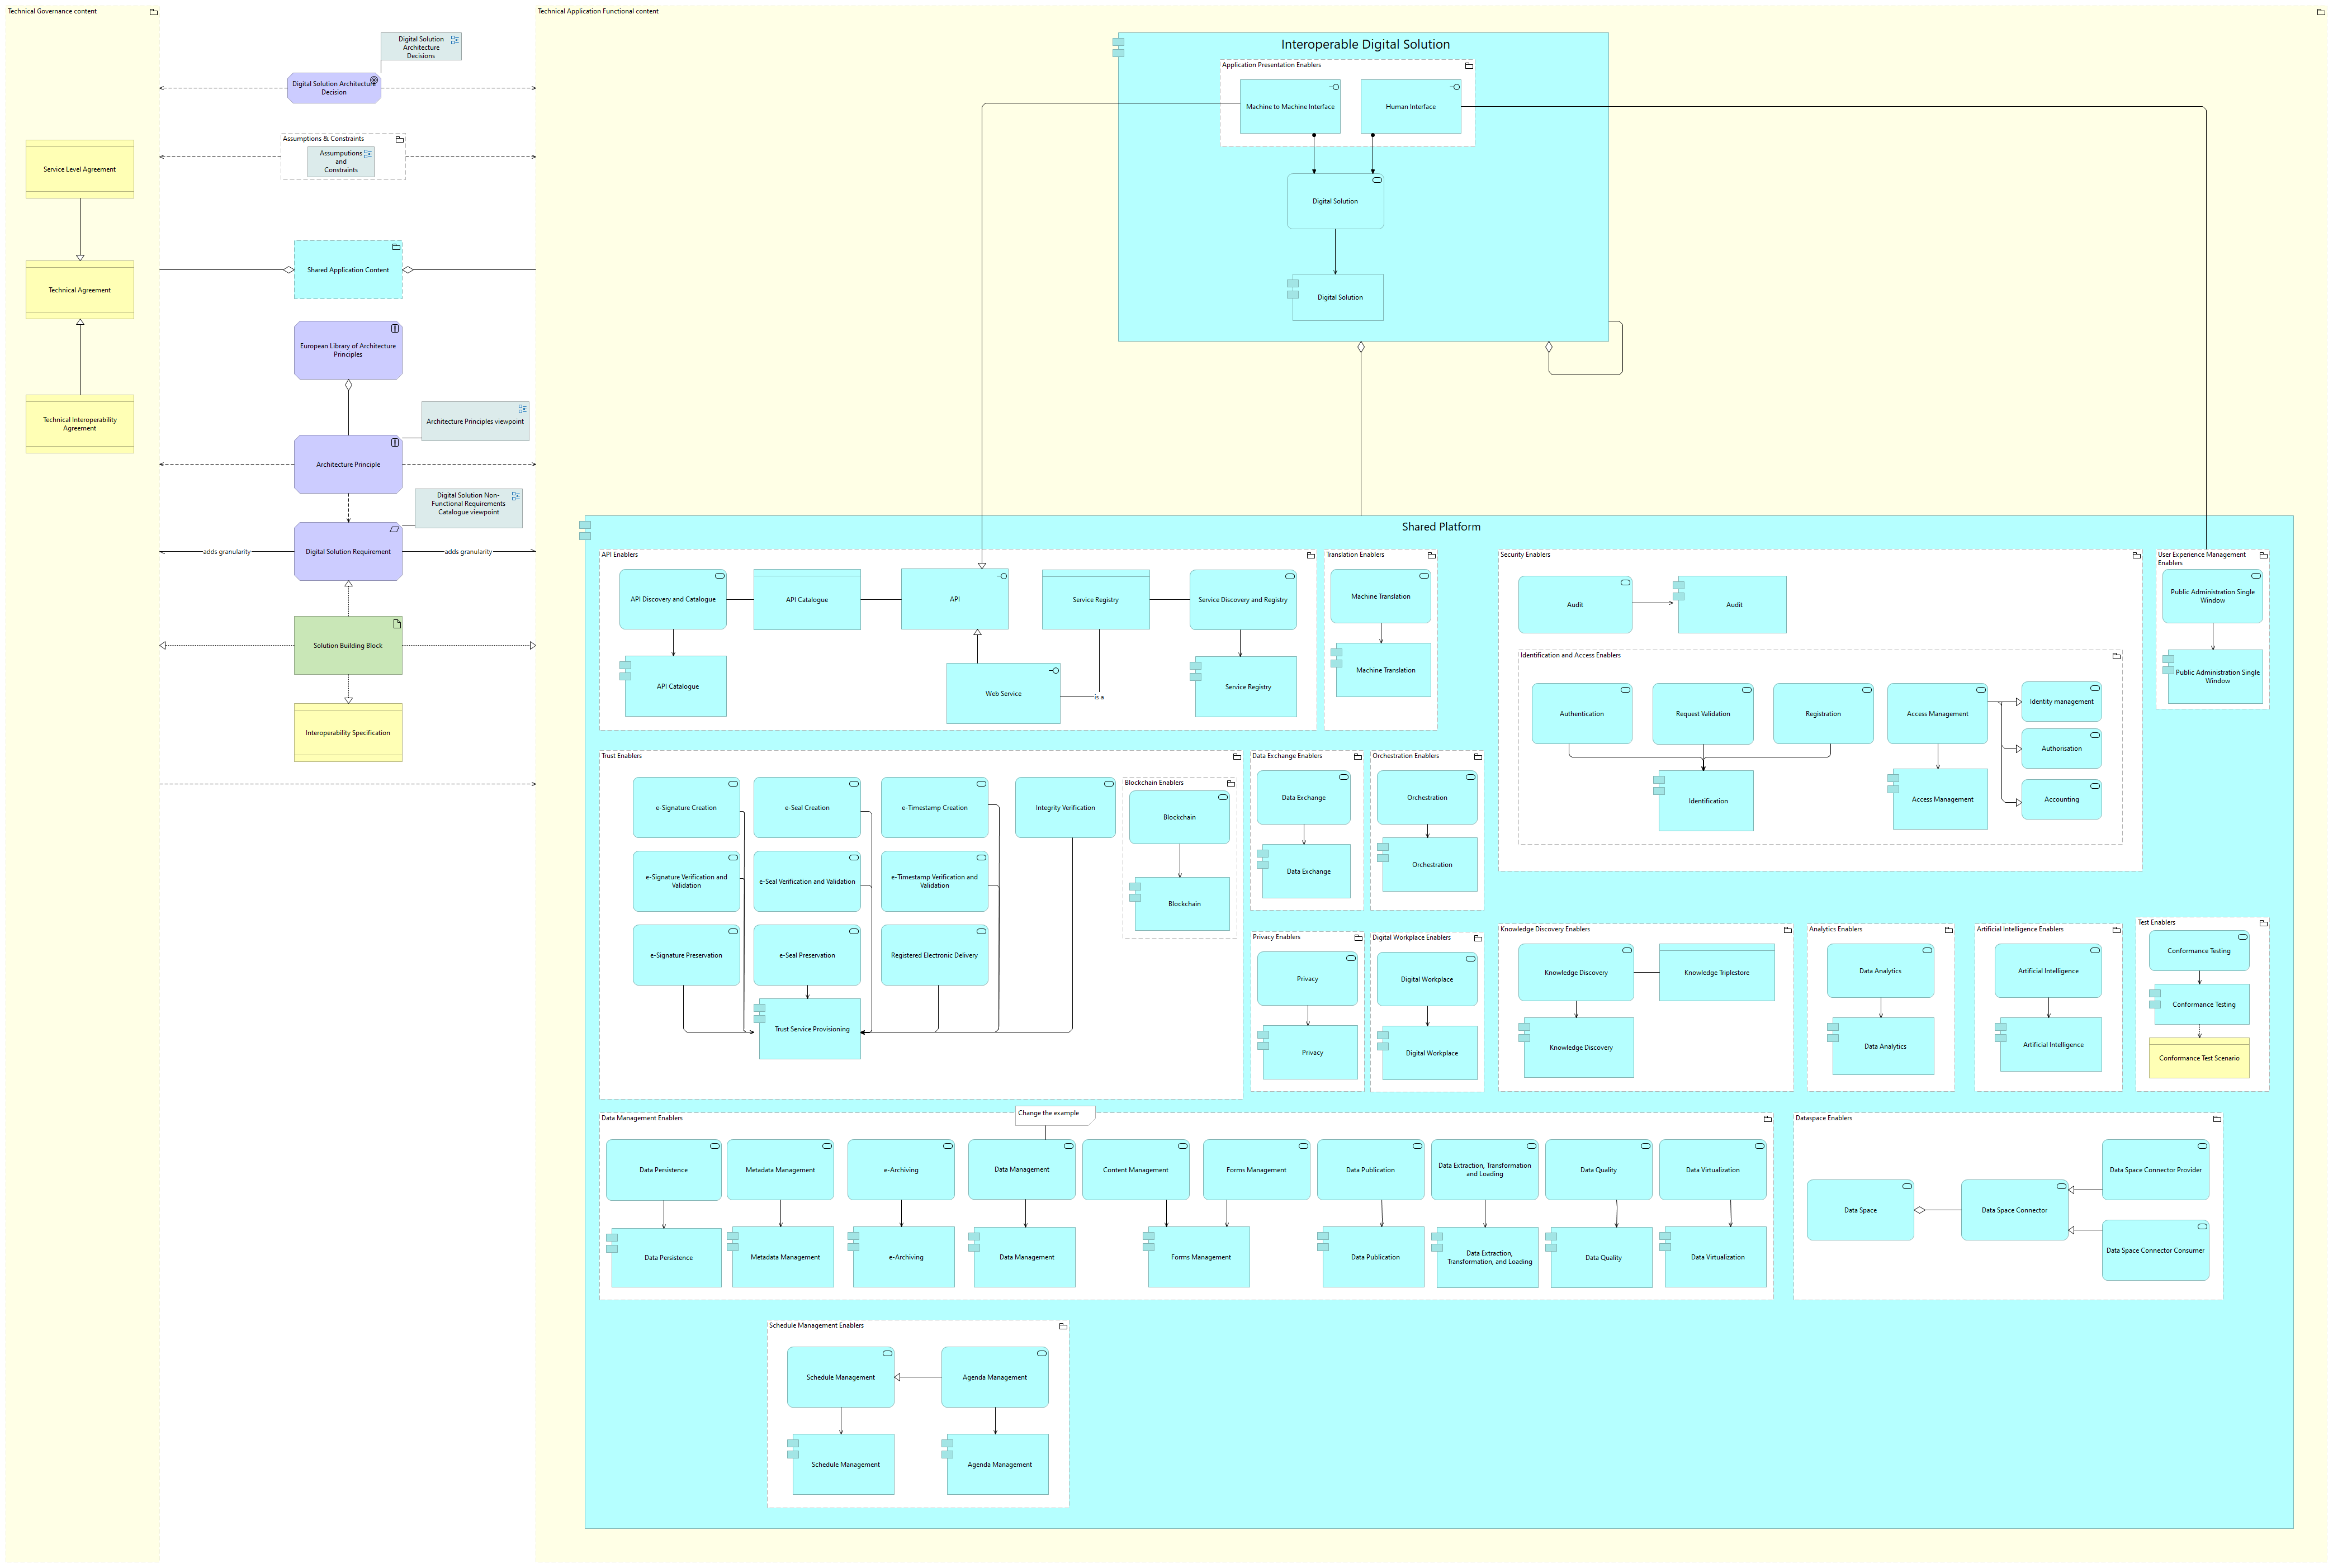 Technical Governance content
Service Level Agreement
Technical Agreement
Technical Interoperability
Agreement
Digital Solution
Architecture
Decisions
Digital Solution Architecture
Decision
Assumptions & Constraints
Assumputions
and
Constraints
Shared Application Content
European Library of Architecture
Principles
Architecture Principles viewpoint
Architecture Principle
Digital Solution Non-
Functional Requirements
Catalogue viewpoint
Digital Solution Requirement
adds granularity
adds granularity
Solution Building Block
Interoperability Specification
Technical Application Functional content
Interoperable Digital Solution
Application Presentation Enablers
Machine to Machine Interface
Human Interface
Digital Solution
Digital Solution
Shared Platform
API Enablers
API Discovery and Catalogue
API Catalogue
API
Service Registry
Service Discovery and Registry
API Catalogue
Web Service
is a
Service Registry
Translation Enablers
Machine Translation
Machine Translation
Security Enablers
Audit
Audit
Identification and Access Enablers
Authentication
Request Validation
Registration
Access Management
Identity management
Authorisation
Accounting
Identification
Access Management
User Experience Management
Enablers
Public Administration Single
Window
Public Administration Single
Window
Trust Enablers
e-Signature Creation
e-Seal Creation
e-Timestamp Creation
Integrity Verification
e-Signature Verification and
Validation
e-Seal Verification and Validation
e-Timestamp Verification and
Validation
e-Signature Preservation
e-Seal Preservation
Registered Electronic Delivery
Trust Service Provisioning
Blockchain Enablers
Blockchain
Blockchain
Data Exchange Enablers
Data Exchange
Data Exchange
Orchestration Enablers
Orchestration
Orchestration
Privacy Enablers
Privacy
Privacy
Digital Workplace Enablers
Digital Workplace
Digital Workplace
Knowledge Discovery Enablers
Knowledge Discovery
Knowledge Triplestore
Knowledge Discovery
Analytics Enablers
Data Analytics
Data Analytics
Artificial Intelligence Enablers
Artificial Intelligence
Artificial Intelligence
Test Enablers
Conformance Testing
Conformance Testing
Conformance Test Scenario
Data Management Enablers
Change the example
Data Persistence
Metadata Management
e-Archiving
Data Management
Content Management
Forms Management
Data Publication
Data Extraction, Transformation
and Loading
Data Quality
Data Virtualization
Data Persistence
Metadata Management
e-Archiving
Data Management
Forms Management
Data Publication
Data Extraction,
Transformation, and Loading
Data Quality
Data Virtualization
Dataspace Enablers
Data Space
Data Space Connector
Data Space Connector Provider
Data Space Connector Consumer
Schedule Management Enablers
Schedule Management
Agenda Management
Schedule Management
Agenda Management